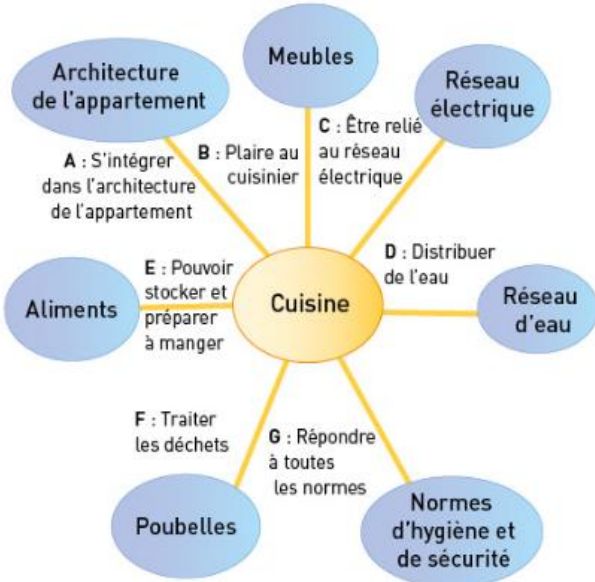 Architecture
de l'appartement
Meubles
Réseau
électrique
A : S'intégrer
dans l'architecture
de l'appartement
B : Plaire au
cuisinier
C : Être relié
au réseau
électrique
D : Distribuer
de l'eau
Aliments
E : Pouvoir
stocker et
préparer
à manger
Cuisine
Réseau
d'eau
F : Traiter
les déchets
G : Répondre
à toutes
les normes
Poubelles
Normes
d'hygiène et
de sécurité